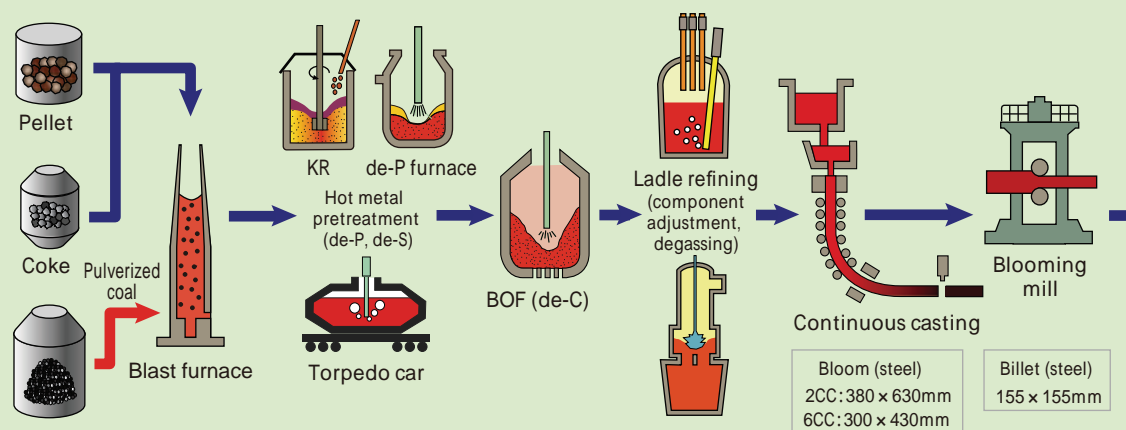 Pellet
Coke
Pulverized
coal
Blast furnace
KR
de-P furnace
Hot metal
pretreatment
(de-P, de-S)
Torpedo car
BOF (de-C)
Ladle refining
(component
adjustment,
degassing)
Continuous casting
Bloom (steel)
2CC:380×630mm
6CC:300×430mm
Blooming
mill
Billet (steel)
155×155mm